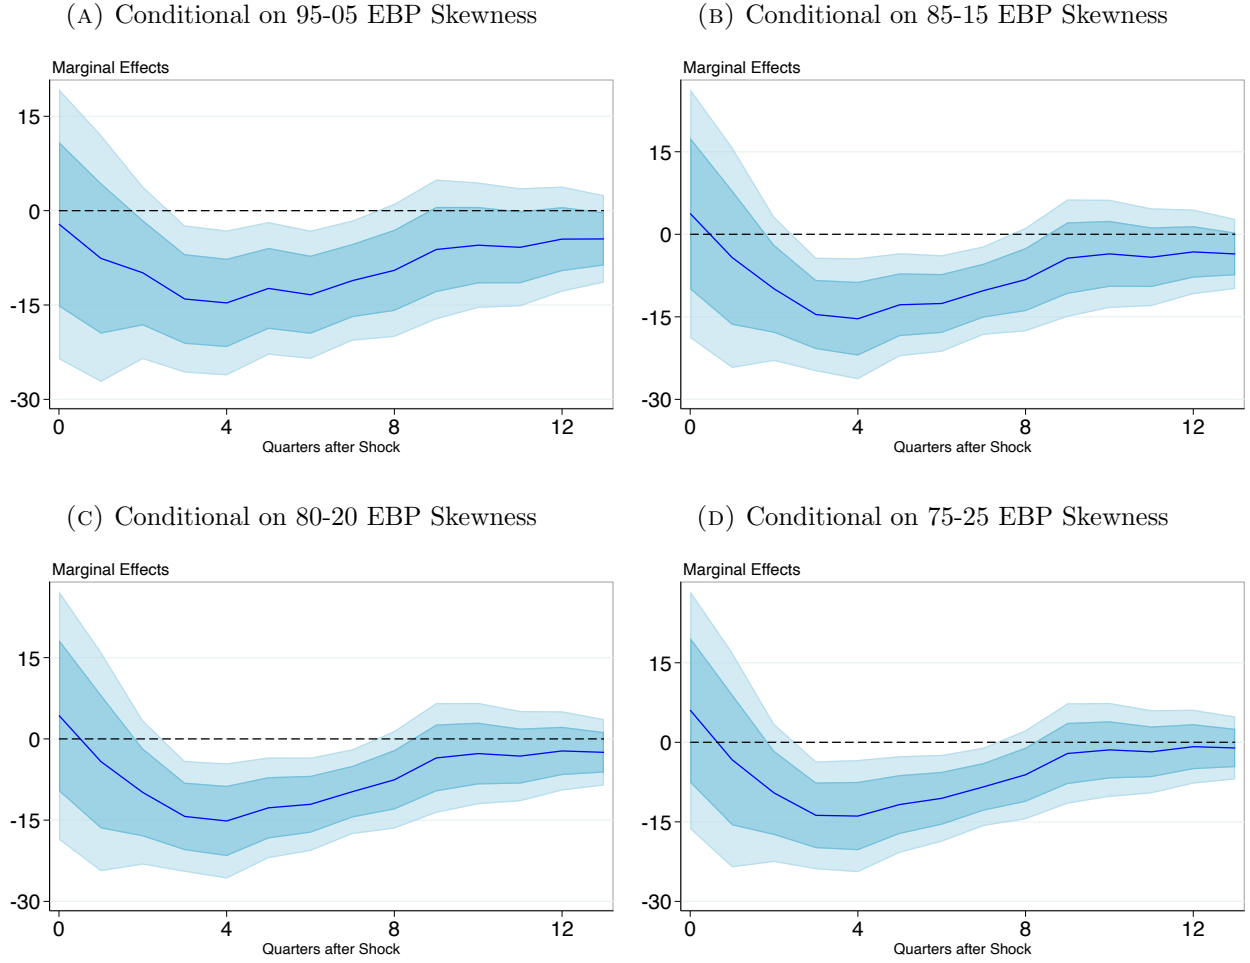 (A) Conditional on 95-05 EBP Skewness
Marginal Effects
15
0
-15
-30
0 4 8 12
Quarters after Shock
(B) Conditional on 85-15 EBP Skewness
Marginal Effects
15
0
-15
-30
0 4 8 12
Quarters after Shock
(C) Conditional on 80-20 EBP Skewness
Marginal Effects
15
0
-15
-30
0 4 8 12
Quarters after Shock
(D) Conditional on 75-25 EBP Skewness
Marginal Effects
15
0
-15
-30
0 4 8 12
Quarters after Shock